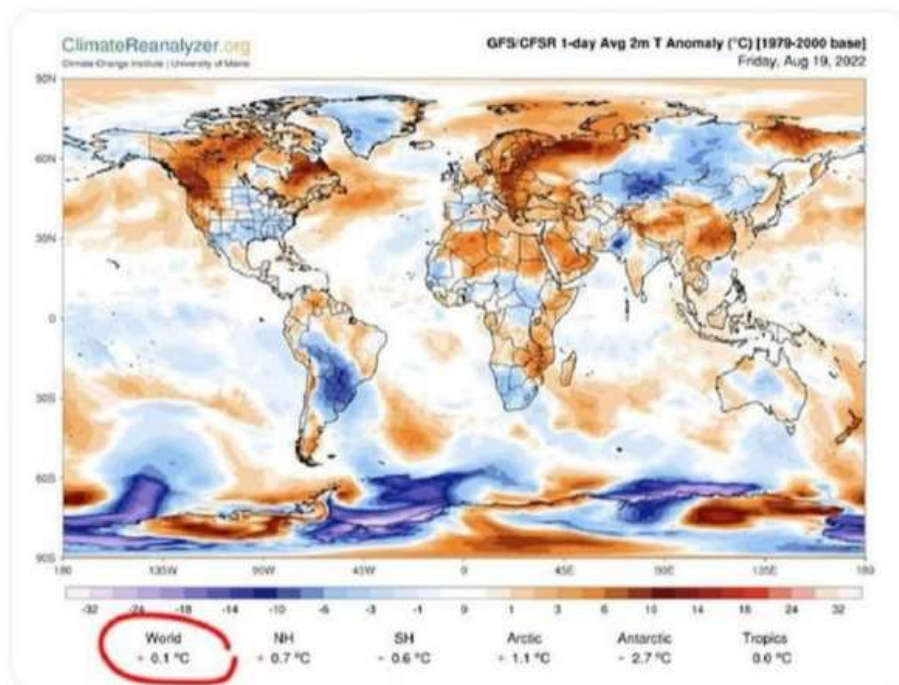 ClimateReanalyzer.org
Climate Change Institute | University of Maine
GFS/CFSR 1-day Avg 2m T Anomaly (°C) [1979-2000 base]
Friday, Aug 19, 2022
90N
60N
30N
0
30S
60S
90S
180 135W 90W 45W 0 45E 90E 135E 180
-32 -24 -18 -14 -10 -6 -3 -1 0 1 3 6 10 14 18 24 32
World NH SH Arctic Antarctic Tropics
+ 0.1 °C + 0.7 °C - 0.6 °C + 1.1 °C - 2.7 °C 0.0 °C